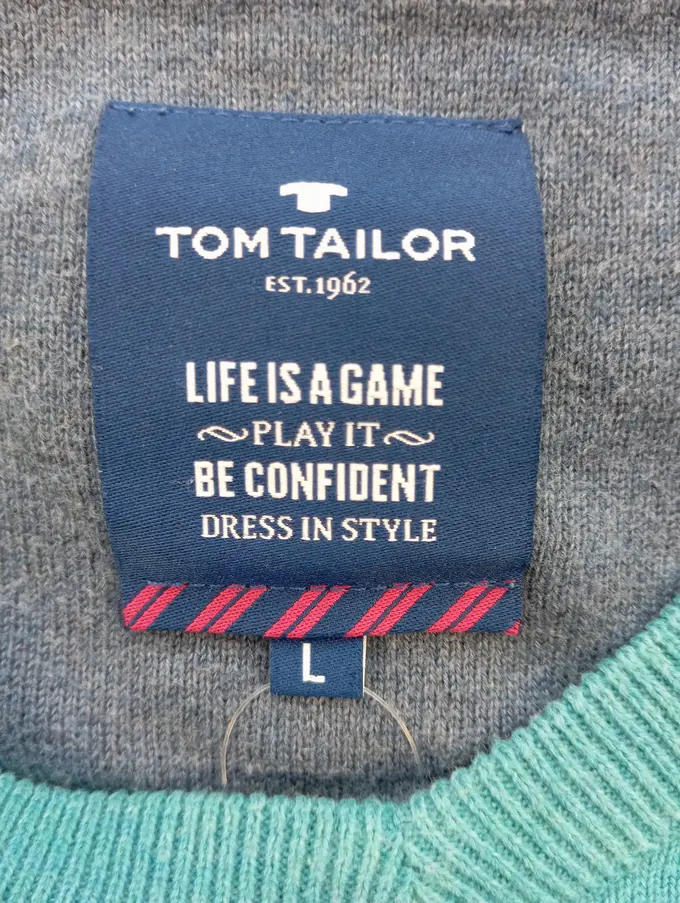 TOM TAILOR
EST.1962
LIFE IS A GAME
PLAY IT
BE CONFIDENT
DRESS IN STYLE
L